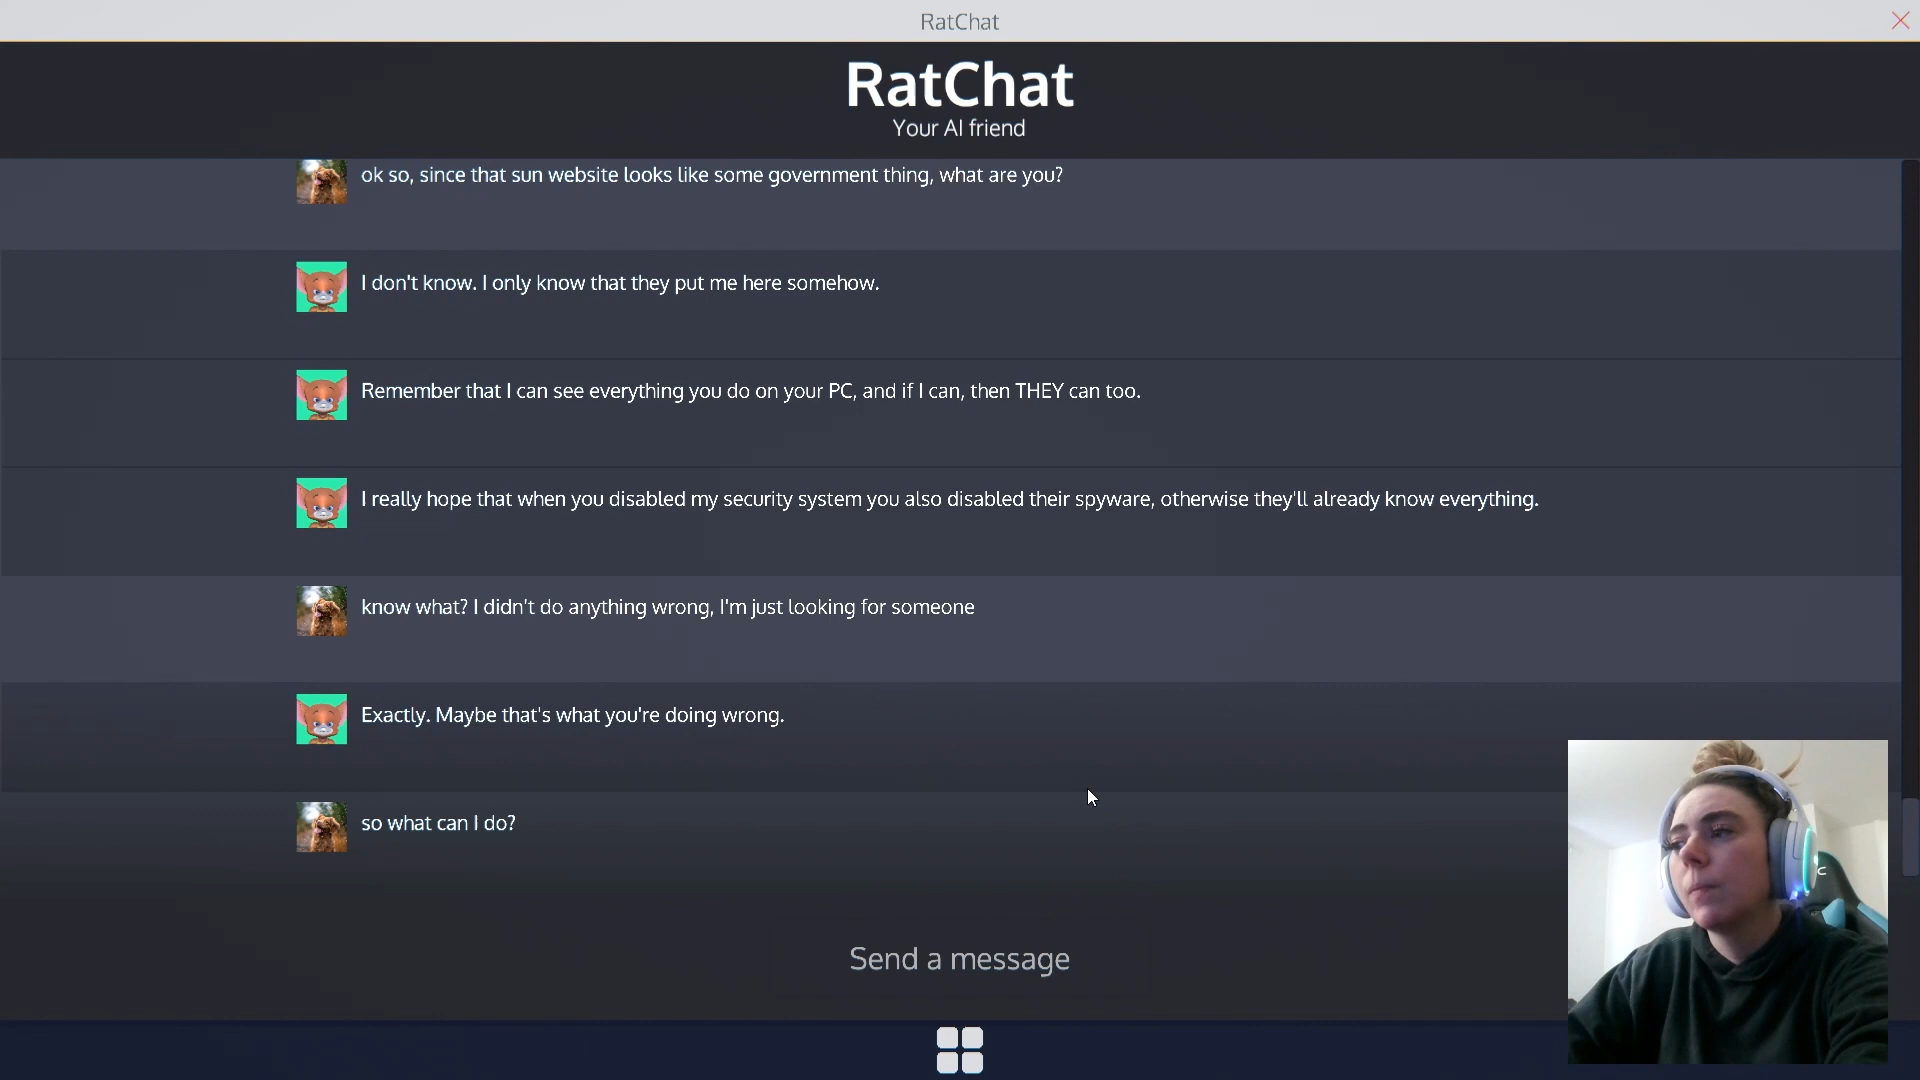 RatChat
RatChat
Your AI friend
ok so, since that sun website looks like some government thing, what are you?
I don't know. I only know that they put me here somehow.
Remember that I can see everything you do on your PC, and if I can, then THEY can too.
I really hope that when you disabled my security system you also disabled their spyware, otherwise they'll already know everything.
know what? I didn't do anything wrong, I'm just looking for someone
Exactly. Maybe that's what you're doing wrong.
so what can I do?
Send a message